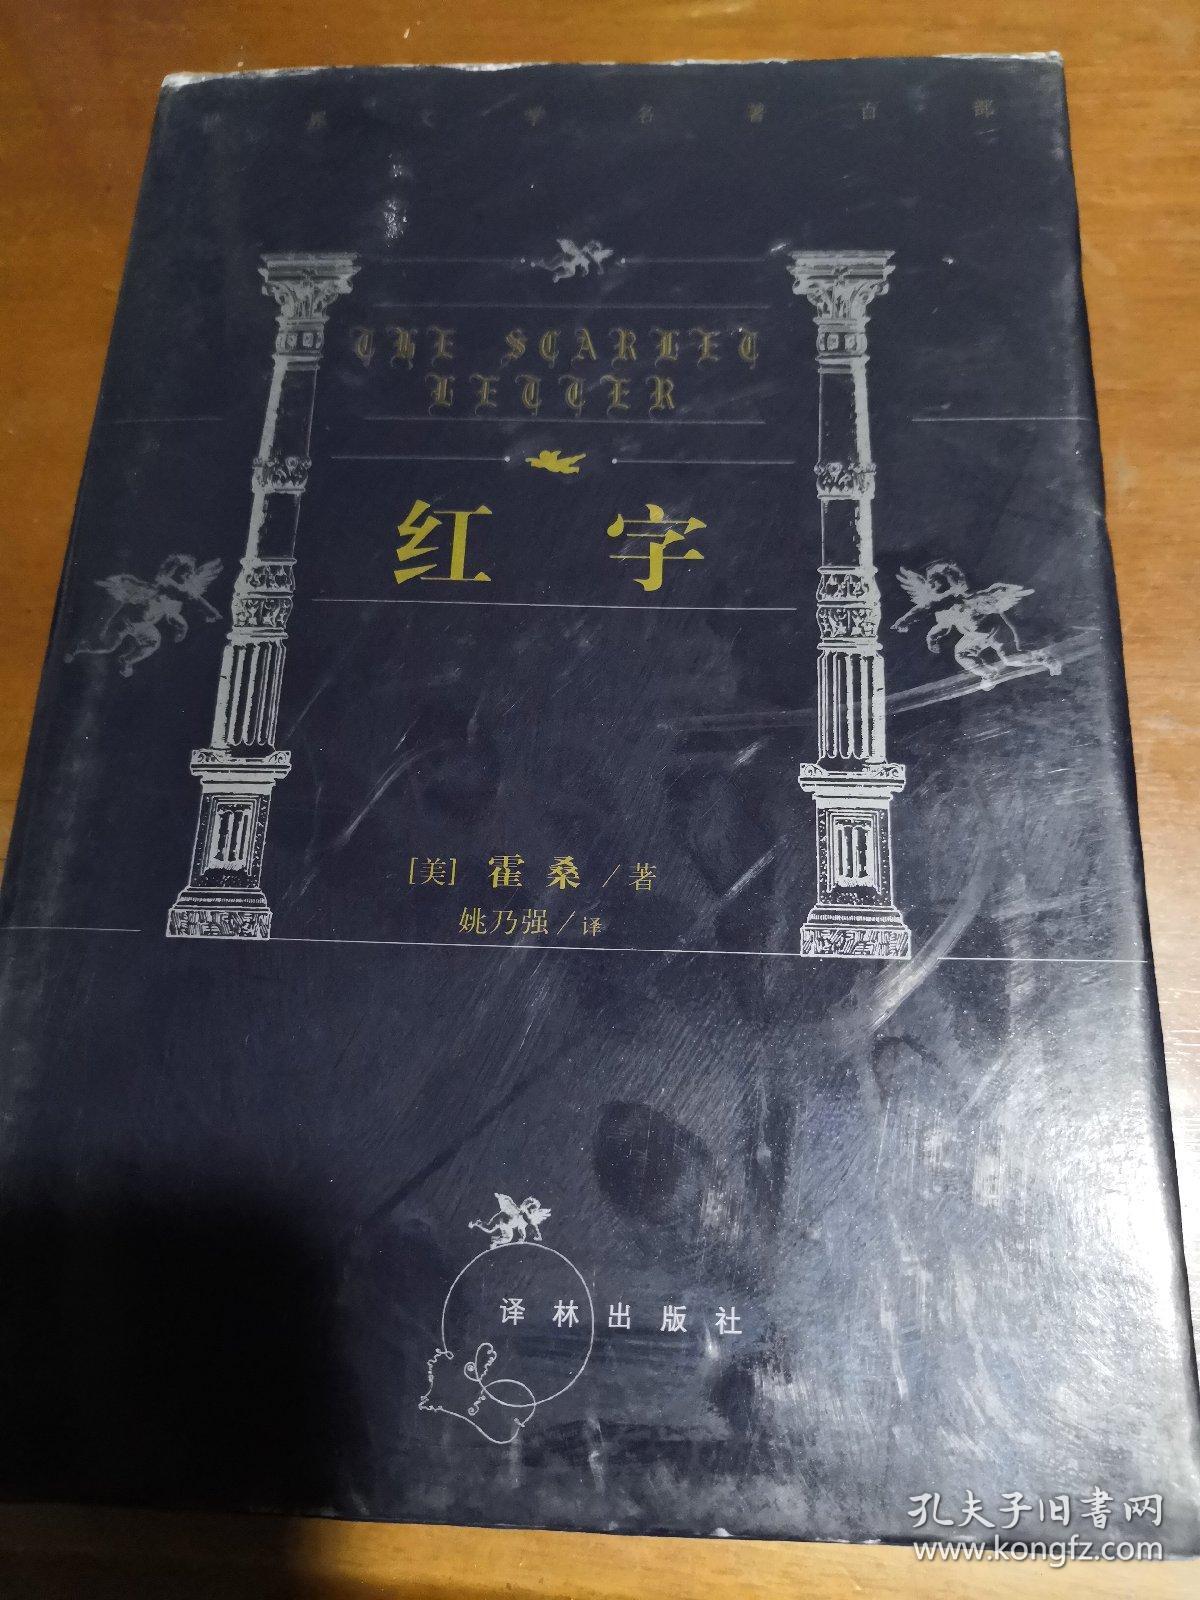 世界文学名著百部
THE SCARLET
LETTER
红字
[美] 霍桑/著
姚乃强/译
译林出版社
孔夫子旧书网
www.kongfz.com